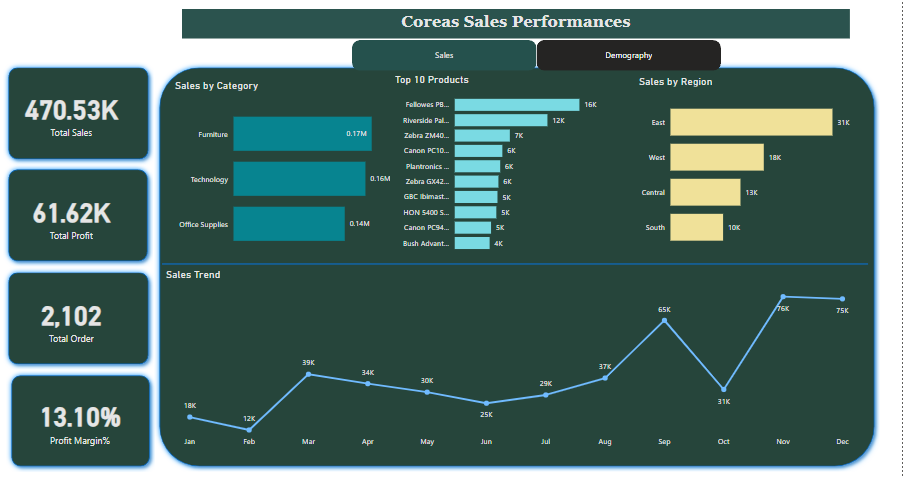 Coreas Sales Performances
Sales
Demography
470.53K
Total Sales
61.62K
Total Profit
2,102
Total Order
13.10%
Profit Margin%
Sales by Category
Furniture 0.17M
Technology 0.16M
Office Supplies 0.14M
Top 10 Products
Fellowes PB... 16K
Riverside Pal... 12K
Zebra ZM40... 7K
Canon PC10... 6K
Plantronics ... 6K
Zebra GX42... 6K
GBC Ibimast... 5K
HON 5400 S... 5K
Canon PC94... 5K
Bush Advant... 4K
Sales by Region
East 31K
West 18K
Central 13K
South 10K
Sales Trend
18K 12K 39K 34K 30K 25K 29K 37K 65K 31K 76K 75K
Jan Feb Mar Apr May Jun Jul Aug Sep Oct Nov Dec